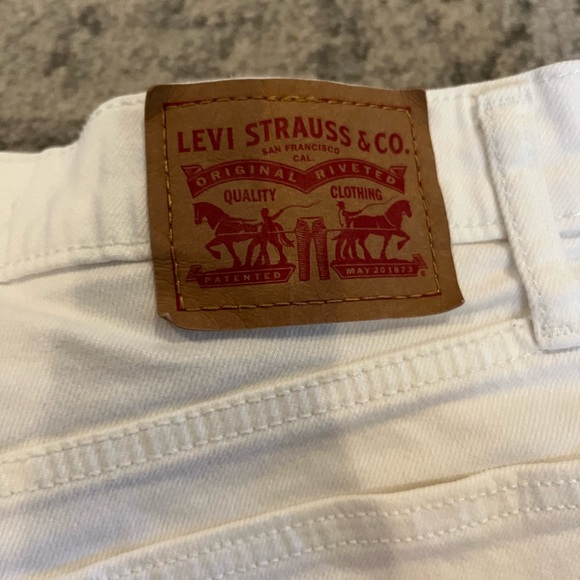 LEVI STRAUSS & CO.
SAN FRANCISCO
CAL.
ORIGINAL RIVETED
QUALITY CLOTHING
PATENTED MAY 20 1873 ®